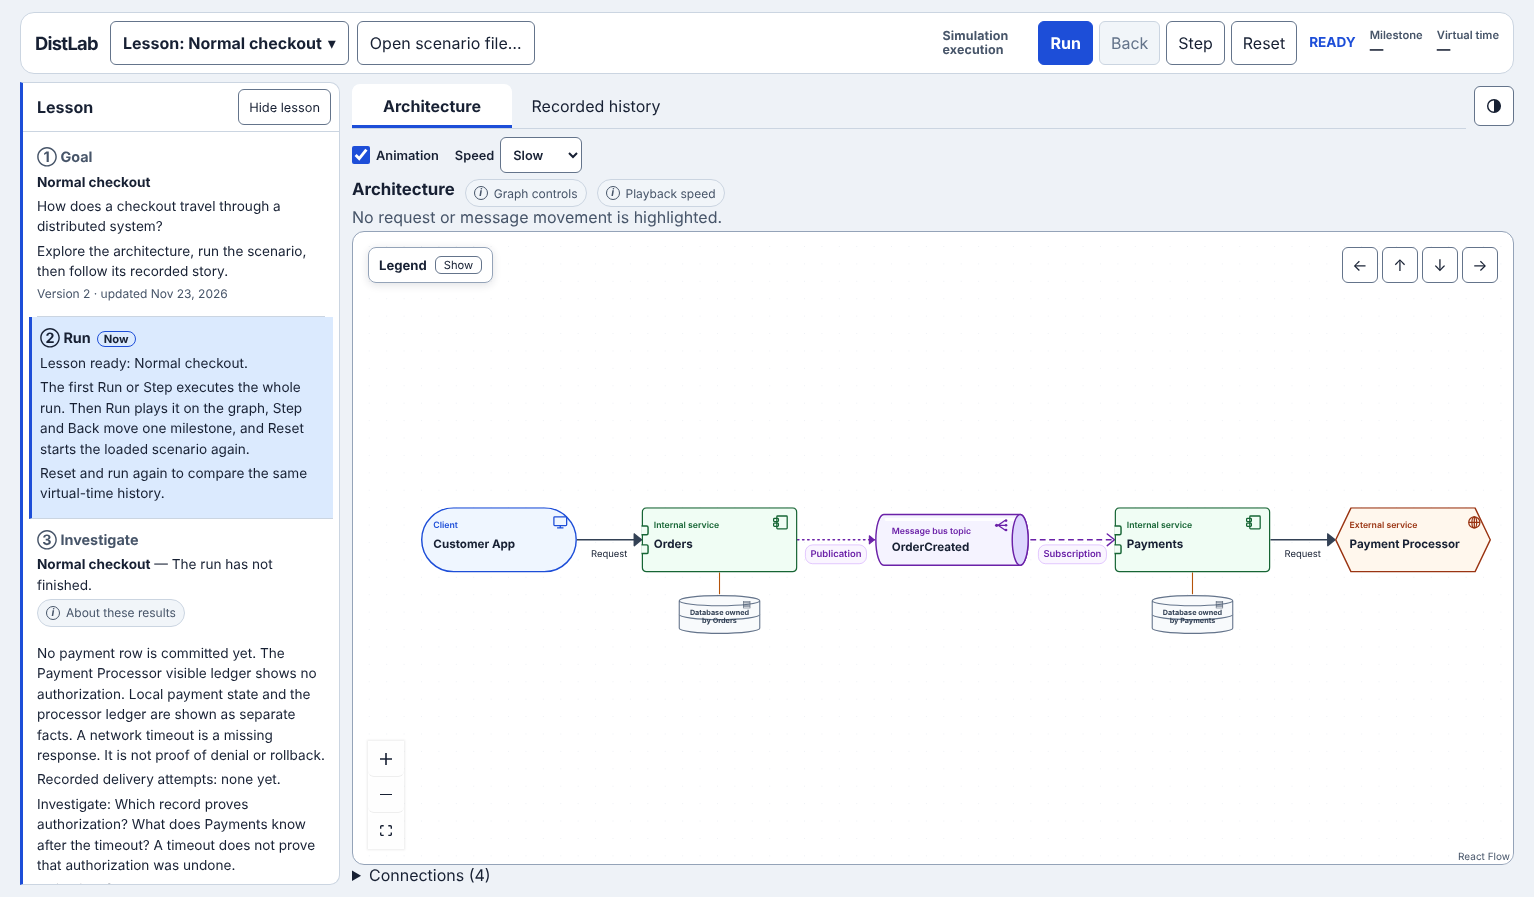 DistLab
Lesson: Normal checkout ▾
Open scenario file...
Simulation
execution
Run
Back
Step
Reset
READY
Milestone
—
Virtual time
—
Lesson
Hide lesson
1 Goal
Normal checkout
How does a checkout travel through a
distributed system?
Explore the architecture, run the scenario,
then follow its recorded story.
Version 2 · updated Nov 23, 2026
2 Run Now
Lesson ready: Normal checkout.
The first Run or Step executes the whole
run. Then Run plays it on the graph, Step
and Back move one milestone, and Reset
starts the loaded scenario again.
Reset and run again to compare the same
virtual-time history.
3 Investigate
Normal checkout — The run has not
finished.
i About these results
No payment row is committed yet. The
Payment Processor visible ledger shows no
authorization. Local payment state and the
processor ledger are shown as separate
facts. A network timeout is a missing
response. It is not proof of denial or rollback.
Recorded delivery attempts: none yet.
Investigate: Which record proves
authorization? What does Payments know
after the timeout? A timeout does not prove
that authorization was undone.
Architecture
Recorded history
Animation
Speed
Slow
Architecture
i Graph controls
i Playback speed
No request or message movement is highlighted.
Legend
Show
← ↑ ↓ →
Client
Customer App
Request
Internal service
Orders
Publication
Message bus topic
OrderCreated
Subscription
Internal service
Payments
Request
External service
Payment Processor
Database owned
by Orders
Database owned
by Payments
React Flow
▶ Connections (4)